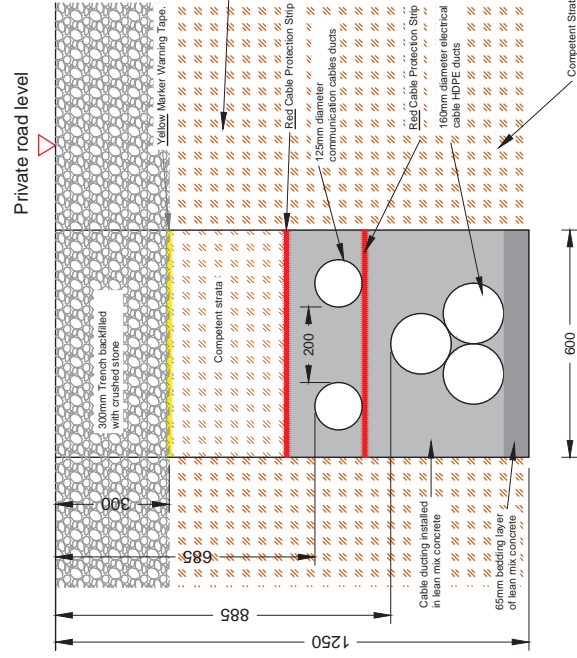 Private road level
300mm Trench backfilled
with crushed stone
Yellow Marker Warning Tape.
Competent strata :
Red Cable Protection Strip
125mm diameter
communication cables ducts
Red Cable Protection Strip
160mm diameter electrical
cable HDPE ducts
Competent Strat
200
300
685
885
1250
Cable ducting installed
in lean mix concrete
65mm bedding layer
of lean mix concrete
600